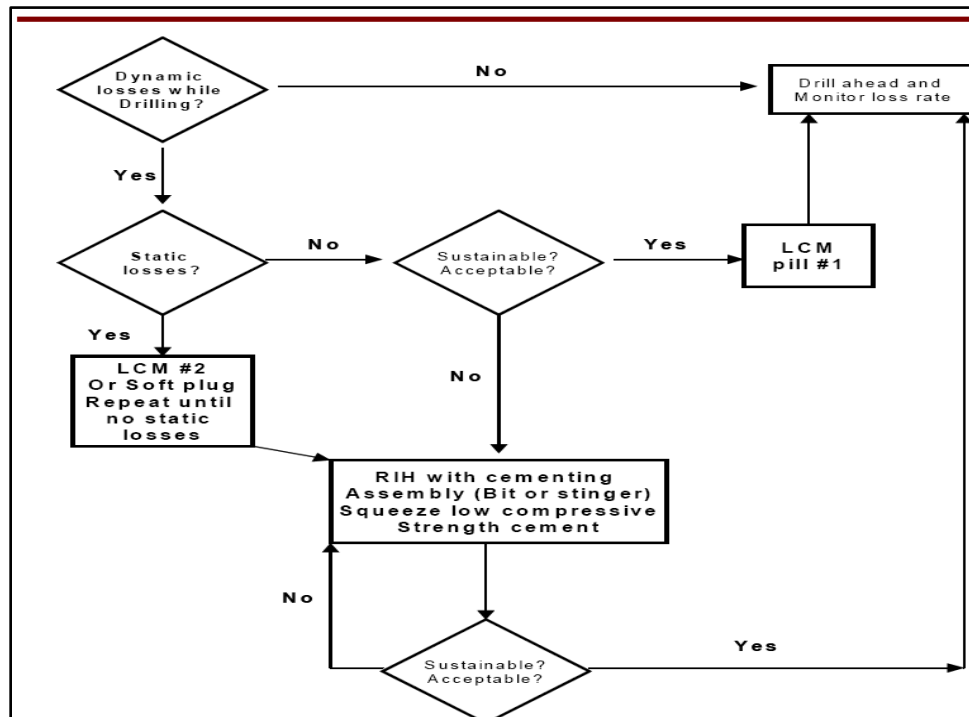 Dynamic
losses while
Drilling?
No
Drill ahead and
Monitor loss rate
Yes
Static
losses?
No
Sustainable?
Acceptable?
Yes
LCM
pill #1
Yes
LCM #2
Or Soft plug
Repeat until
no static
losses
No
RIH with cementing
Assembly (Bit or stinger)
Squeeze low compressive
Strength cement
No
Sustainable?
Acceptable?
Yes